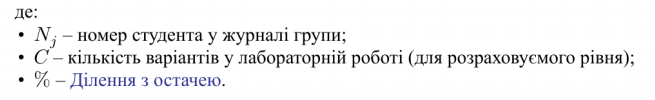 де:
• Nj – номер студента у журналі групи;
• C – кількість варіантів у лабораторній роботі (для розраховуємого рівня);
• % – Ділення з остачею.